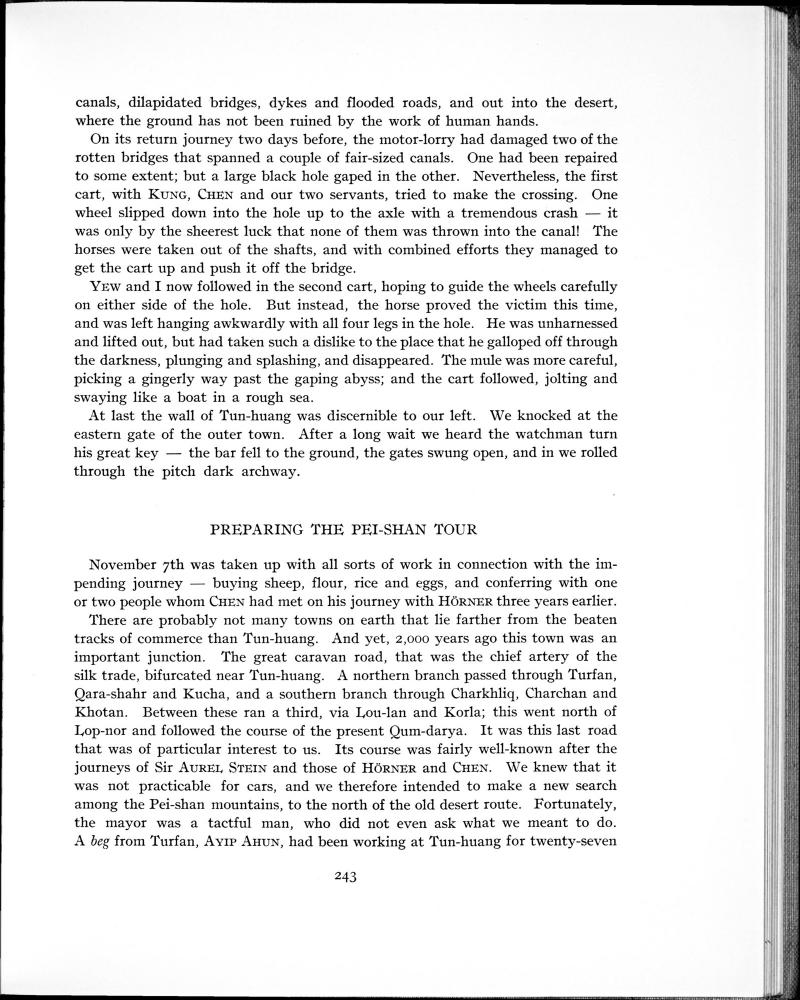 canals, dilapidated bridges, dykes and flooded roads, and out into the desert,
where the ground has not been ruined by the work of human hands.
On its return journey two days before, the motor-lorry had damaged two of the
rotten bridges that spanned a couple of fair-sized canals. One had been repaired
to some extent; but a large black hole gaped in the other. Nevertheless, the first
cart, with KUNG, CHEN and our two servants, tried to make the crossing. One
wheel slipped down into the hole up to the axle with a tremendous crash — it
was only by the sheerest luck that none of them was thrown into the canal! The
horses were taken out of the shafts, and with combined efforts they managed to
get the cart up and push it off the bridge.
YEW and I now followed in the second cart, hoping to guide the wheels carefully
on either side of the hole. But instead, the horse proved the victim this time,
and was left hanging awkwardly with all four legs in the hole. He was unharnessed
and lifted out, but had taken such a dislike to the place that he galloped off through
the darkness, plunging and splashing, and disappeared. The mule was more careful,
picking a gingerly way past the gaping abyss; and the cart followed, jolting and
swaying like a boat in a rough sea.
At last the wall of Tun-huang was discernible to our left. We knocked at the
eastern gate of the outer town. After a long wait we heard the watchman turn
his great key — the bar fell to the ground, the gates swung open, and in we rolled
through the pitch dark archway.
PREPARING THE PEI-SHAN TOUR
November 7th was taken up with all sorts of work in connection with the im-
pending journey — buying sheep, flour, rice and eggs, and conferring with one
or two people whom CHEN had met on his journey with HÖRNER three years earlier.
There are probably not many towns on earth that lie farther from the beaten
tracks of commerce than Tun-huang. And yet, 2,000 years ago this town was an
important junction. The great caravan road, that was the chief artery of the
silk trade, bifurcated near Tun-huang. A northern branch passed through Turfan,
Qara-shahr and Kucha, and a southern branch through Charkhliq, Charchan and
Khotan. Between these ran a third, via Lou-lan and Korla; this went north of
Lop-nor and followed the course of the present Qum-darya. It was this last road
that was of particular interest to us. Its course was fairly well-known after the
journeys of Sir AUREL STEIN and those of HÖRNER and CHEN. We knew that it
was not practicable for cars, and we therefore intended to make a new search
among the Pei-shan mountains, to the north of the old desert route. Fortunately,
the mayor was a tactful man, who did not even ask what we meant to do.
A beg from Turfan, AYIP AHUN, had been working at Tun-huang for twenty-seven
243